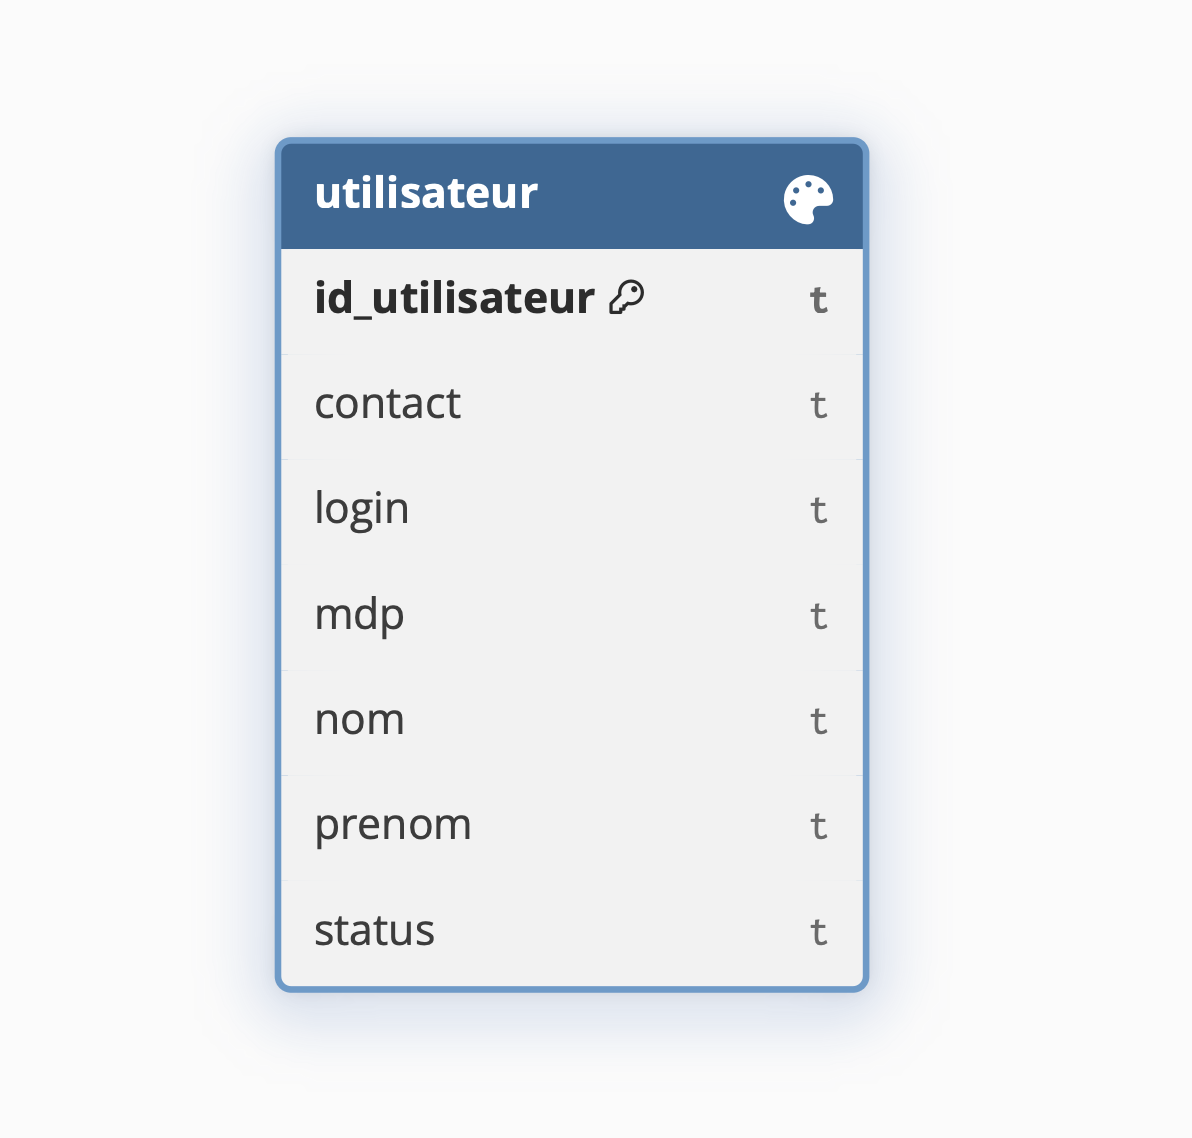 utilisateur
id_utilisateur t
contact t
login t
mdp t
nom t
prenom t
status t